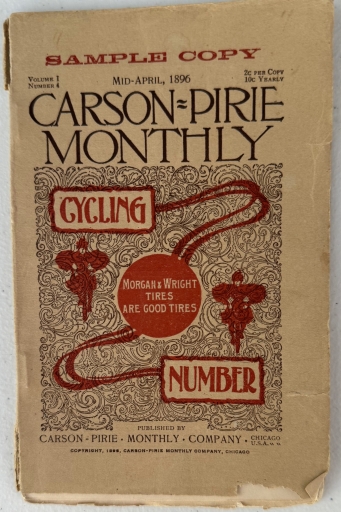 SAMPLE COPY
VOLUME 1
NUMBER 4
MID-APRIL, 1896
2C PER COPY
10C YEARLY
CARSON-PIRIE
MONTHLY
CYCLING
MORGAN & WRIGHT
TIRES
ARE GOOD TIRES
NUMBER
PUBLISHED BY
CARSON · PIRIE · MONTHLY · COMPANY ·
CHICAGO
U.S.A.
COPYRIGHT, 1896, CARSON-PIRIE MONTHLY COMPANY, CHICAGO